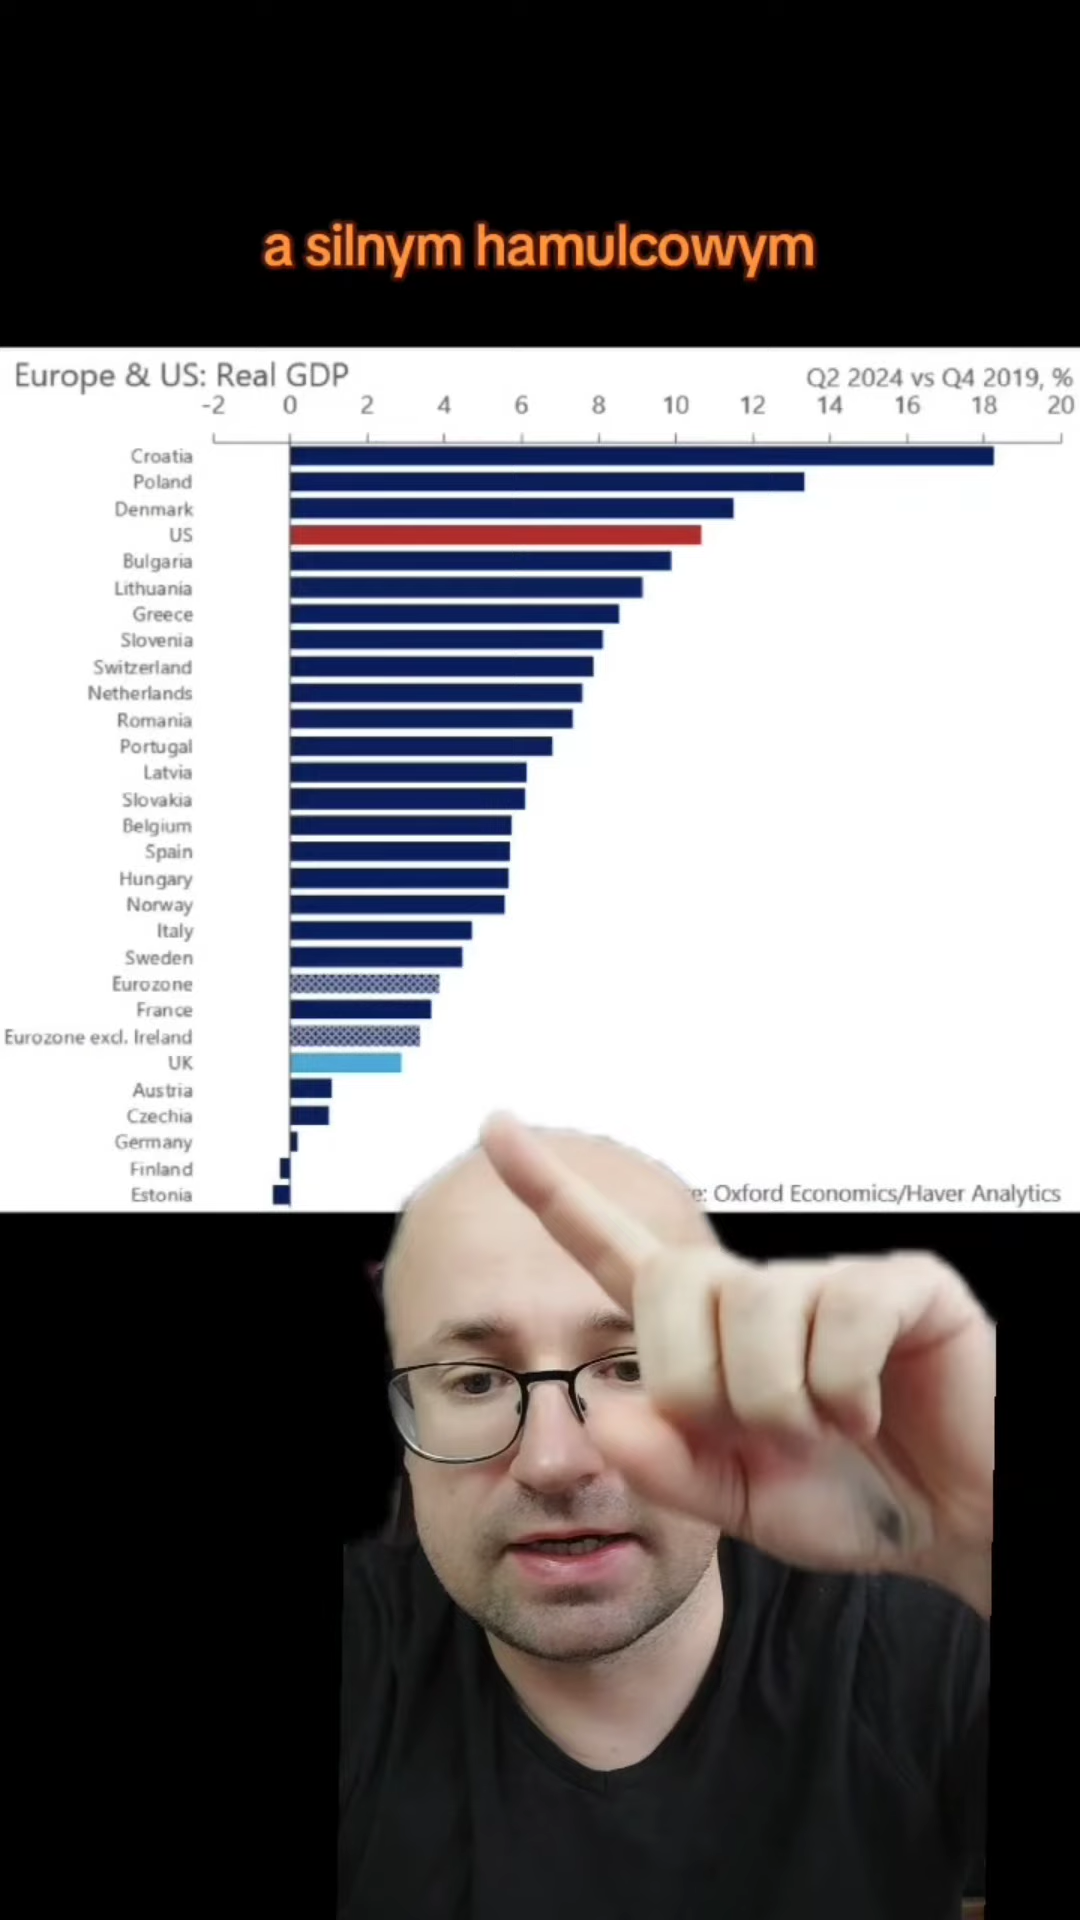 a silnym hamulcowym
Europe & US: Real GDP
Q2 2024 vs Q4 2019, %
-2 0 2 4 6 8 10 12 14 16 18 20
Croatia
Poland
Denmark
US
Bulgaria
Lithuania
Greece
Slovenia
Switzerland
Netherlands
Romania
Portugal
Latvia
Slovakia
Belgium
Spain
Hungary
Norway
Italy
Sweden
Eurozone
France
Eurozone excl. Ireland
UK
Austria
Czechia
Germany
Finland
Estonia
e: Oxford Economics/Haver Analytics